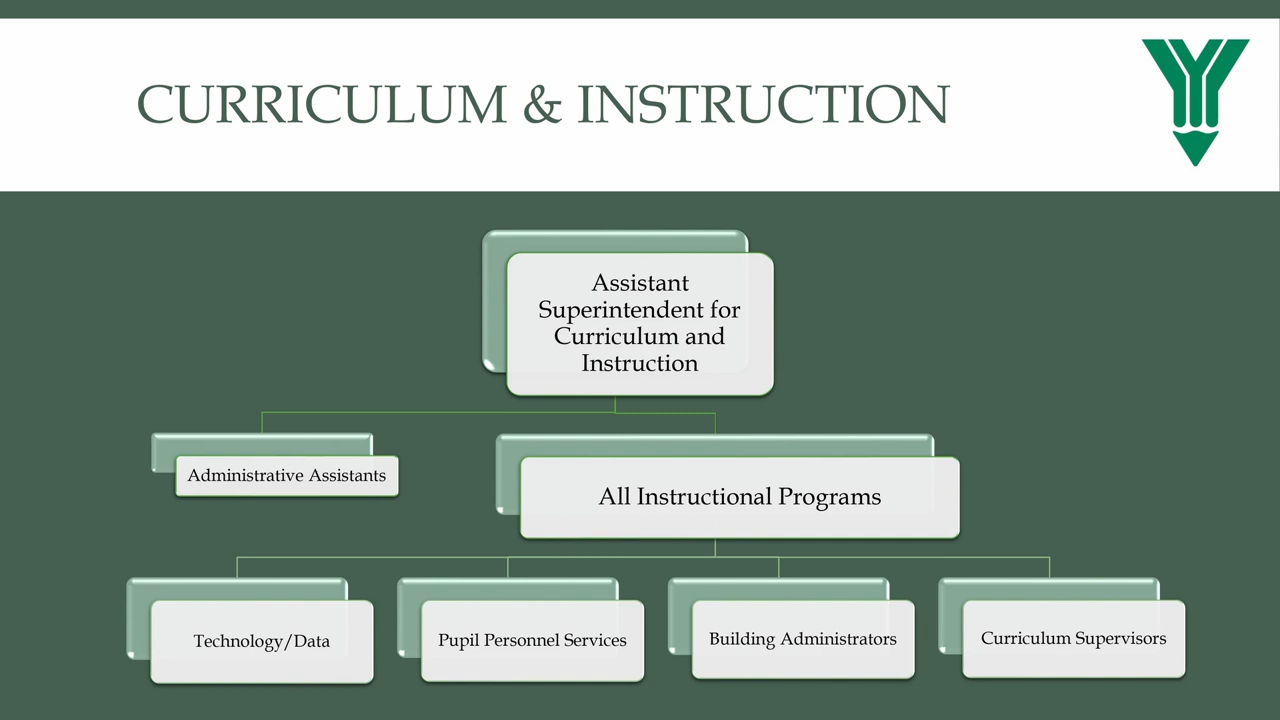 CURRICULUM & INSTRUCTION
Assistant
Superintendent for
Curriculum and
Instruction
Administrative Assistants
All Instructional Programs
Technology/Data
Pupil Personnel Services
Building Administrators
Curriculum Supervisors